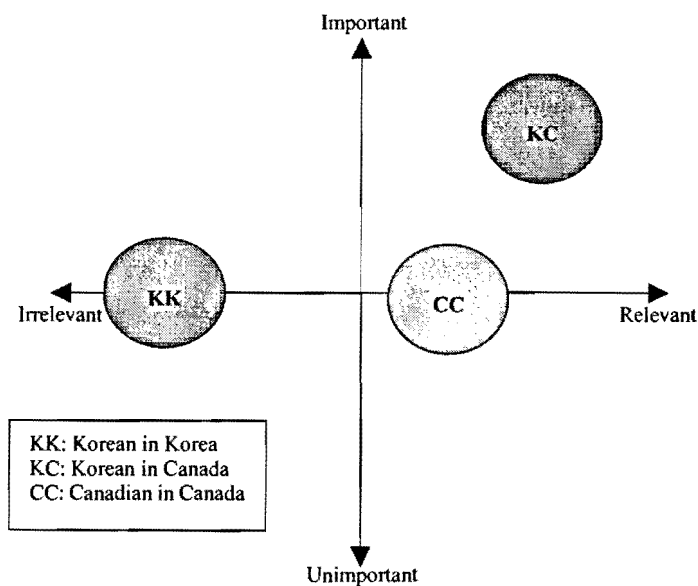 Important
KC
KK
CC
Irrelevant
Relevant
KK: Korean in Korea
KC: Korean in Canada
CC: Canadian in Canada
Unimportant